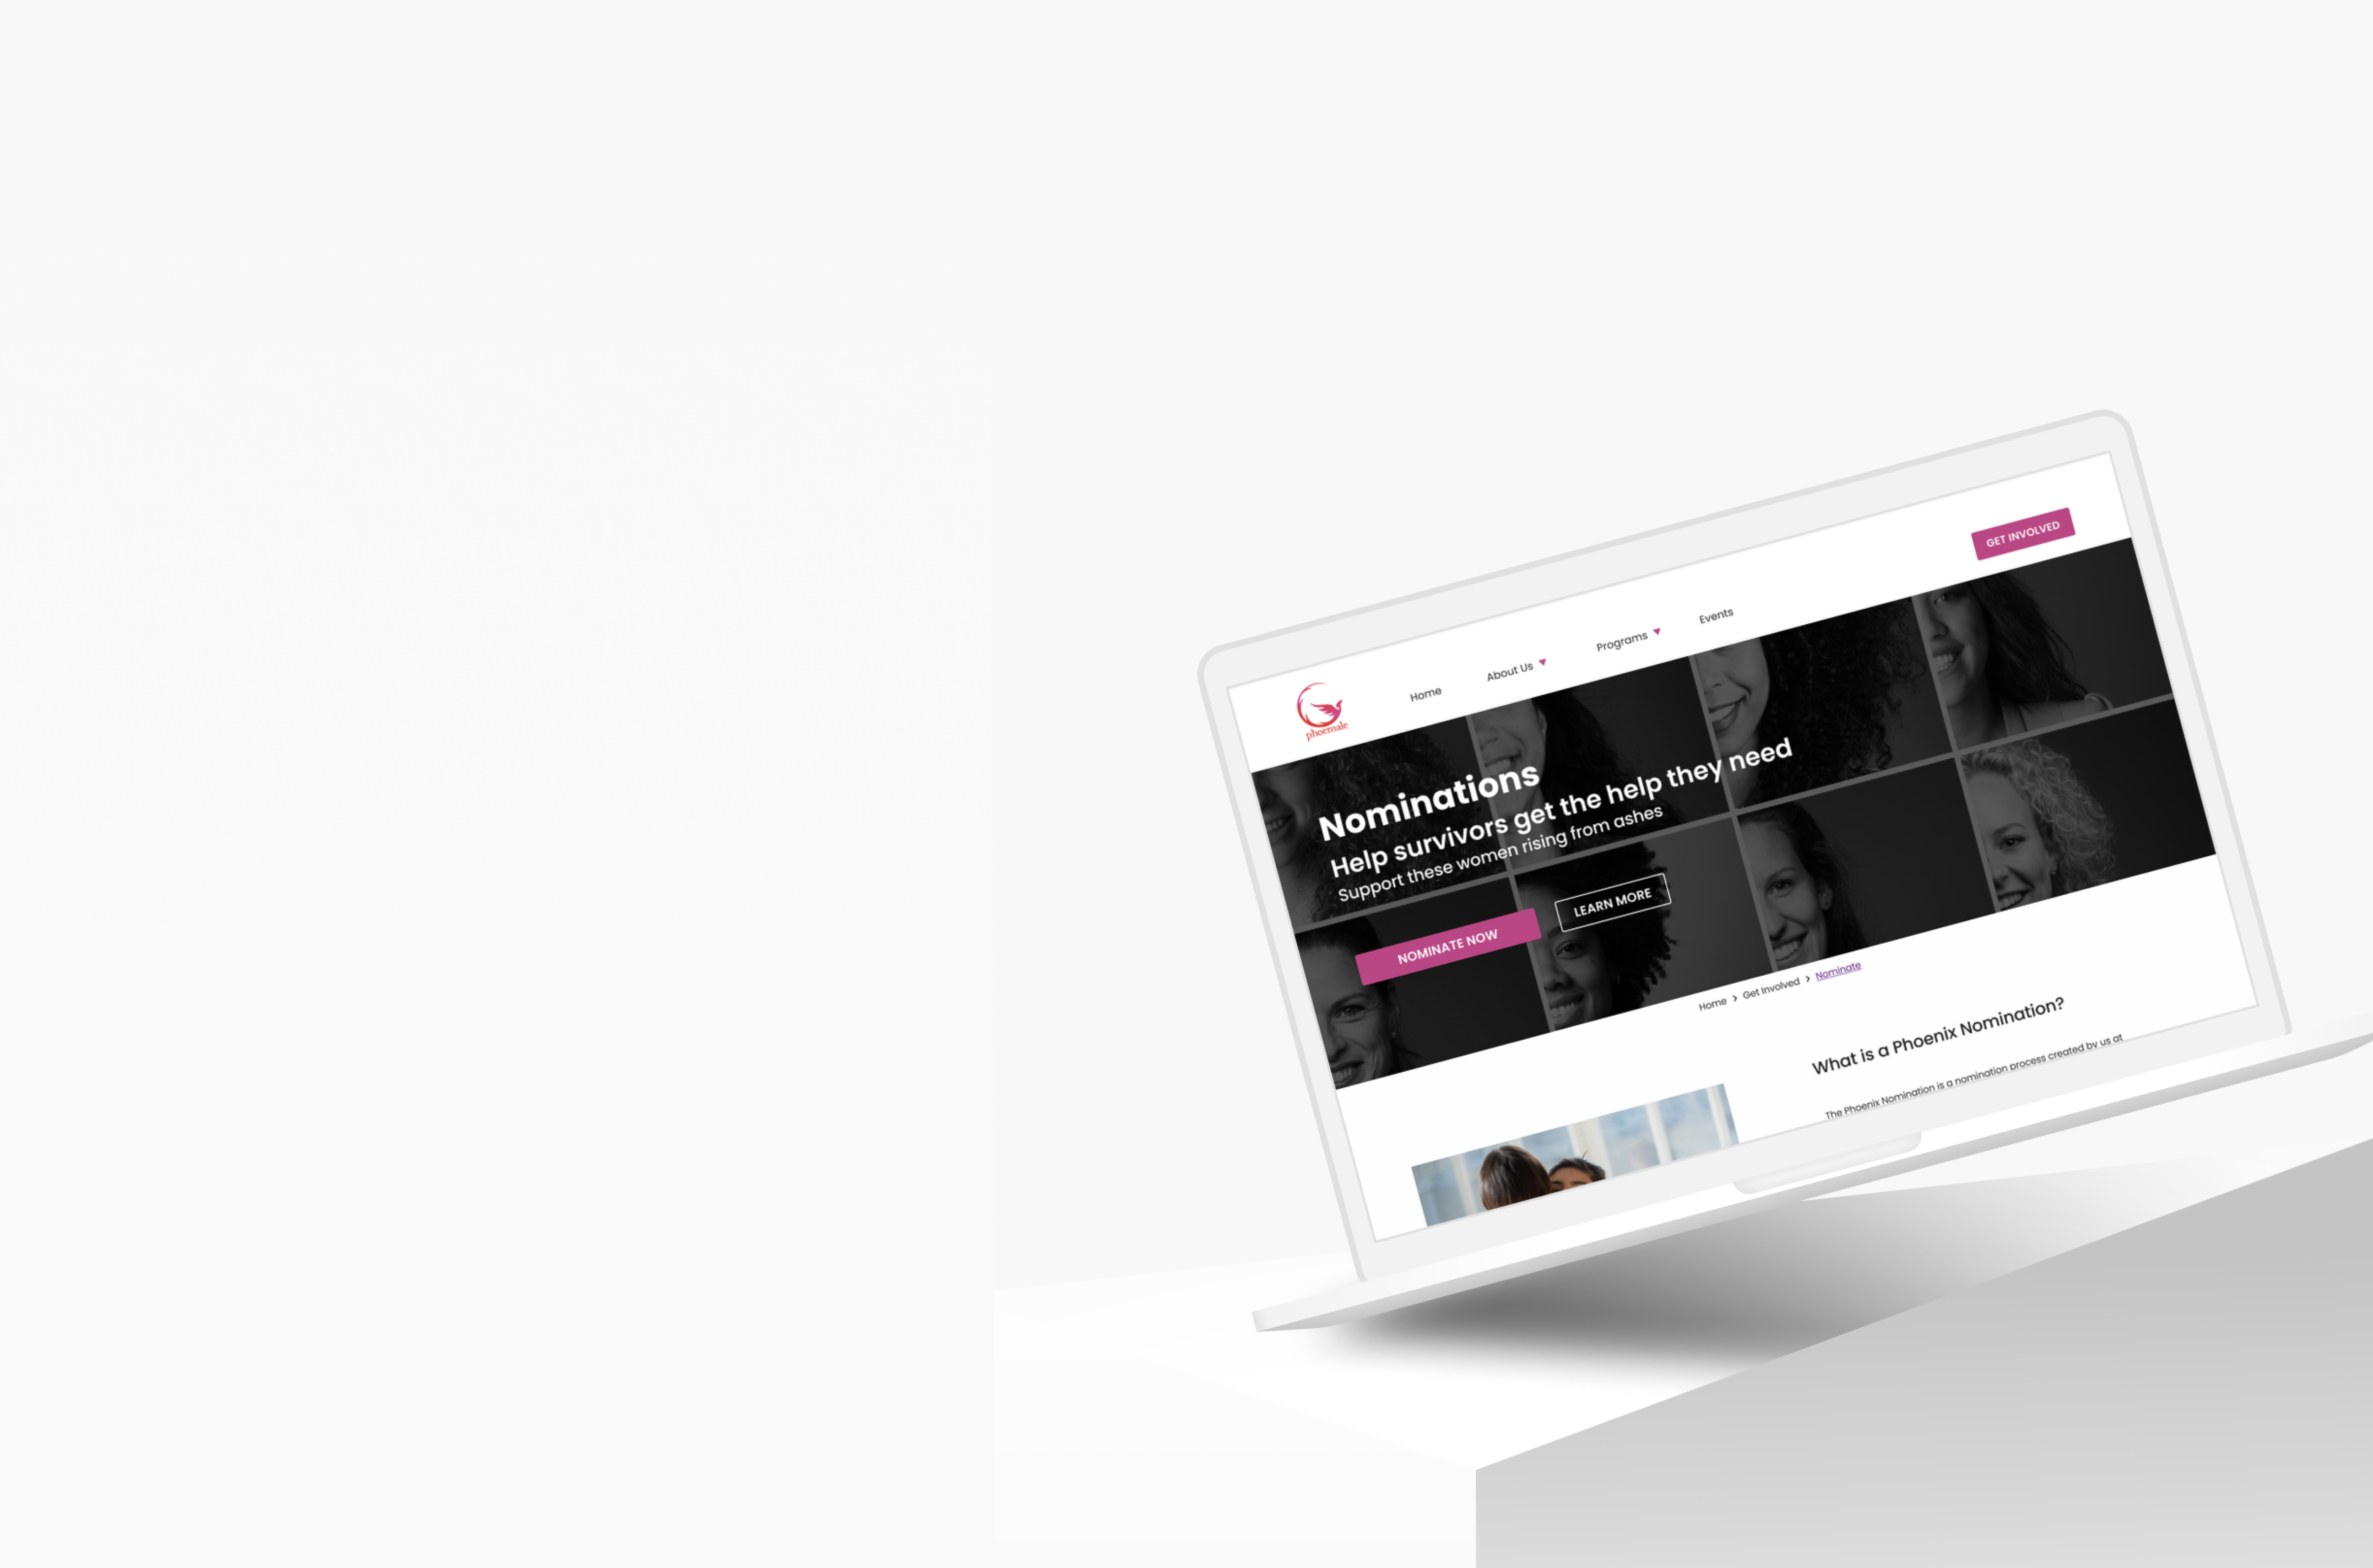 GET INVOLVED
phoemale
Home
About Us
Programs
Events
Nominations
Help survivors get the help they need
Support these women rising from ashes
NOMINATE NOW
LEARN MORE
Home > Get Involved > Nominate
What is a Phoenix Nomination?
The Phoenix Nomination is a nomination process created by us at